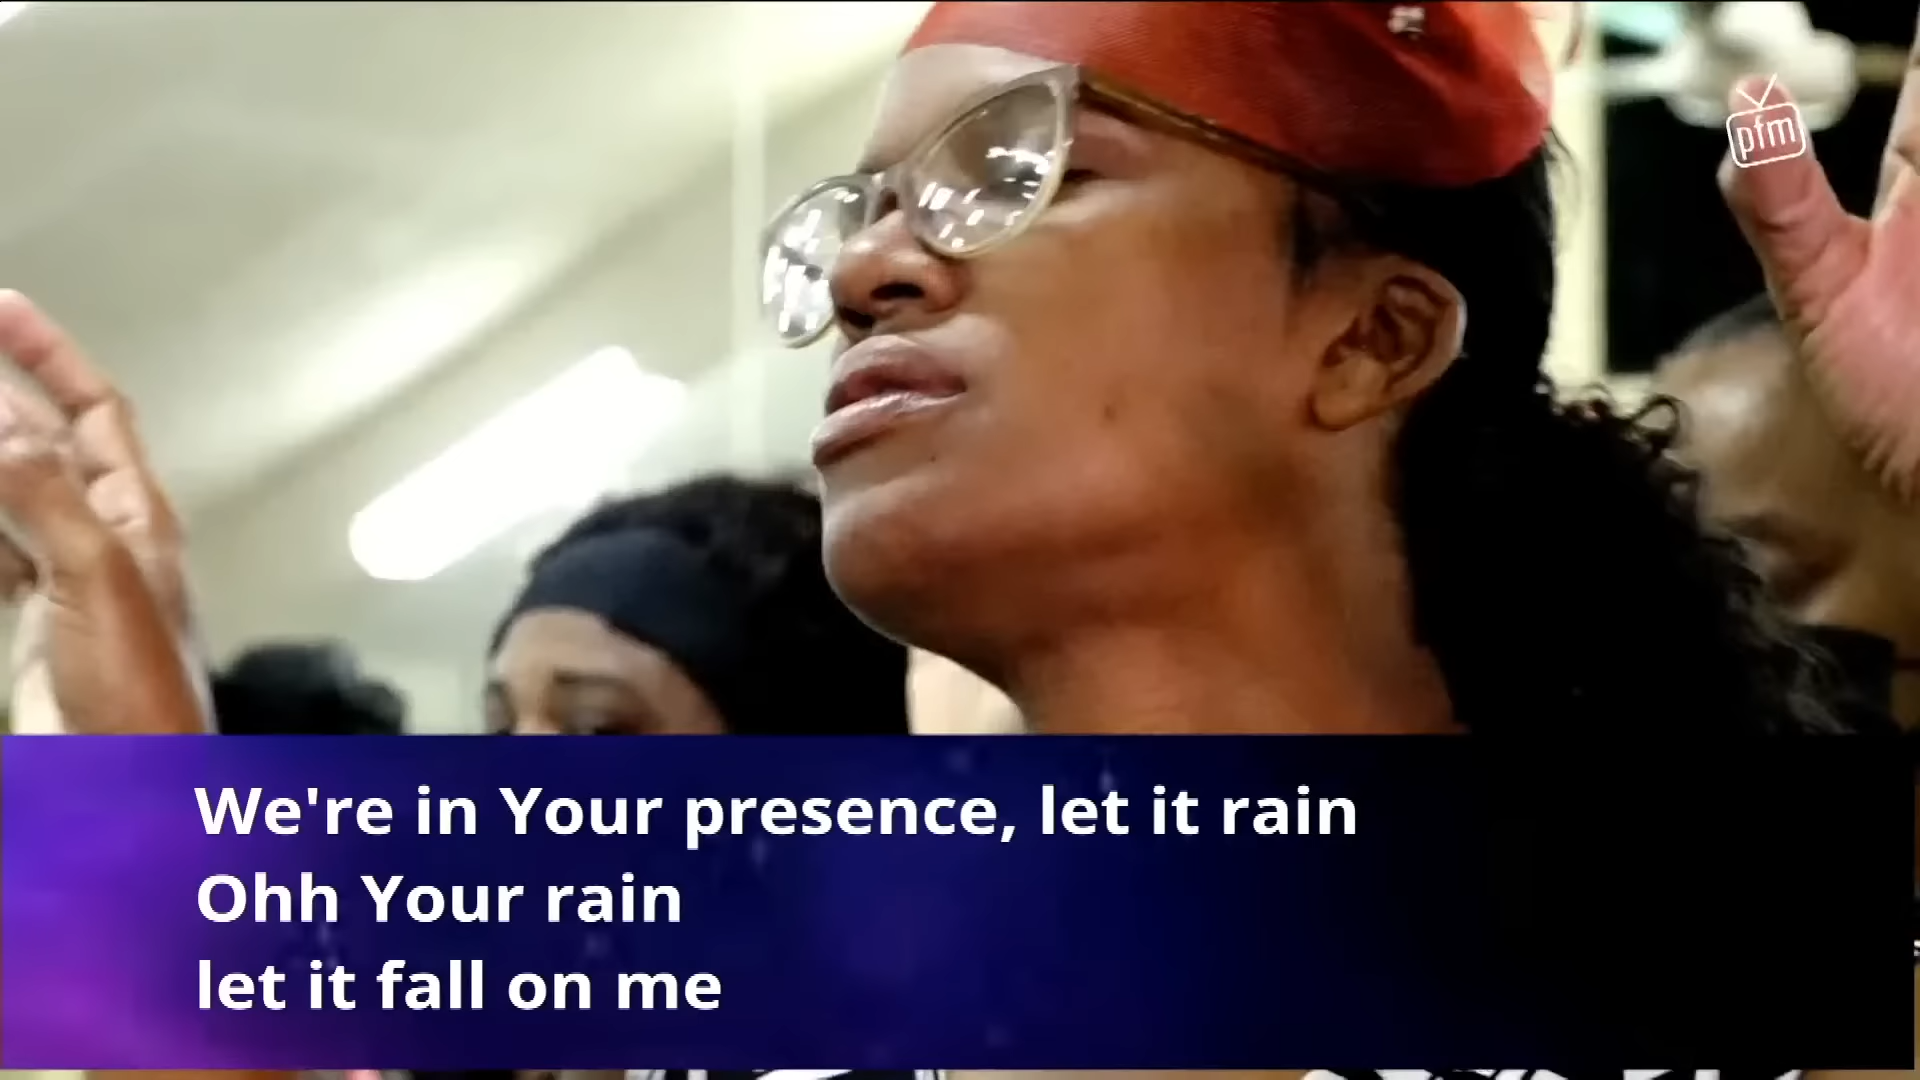 pfm
We're in Your presence, let it rain
Ohh Your rain
let it fall on me